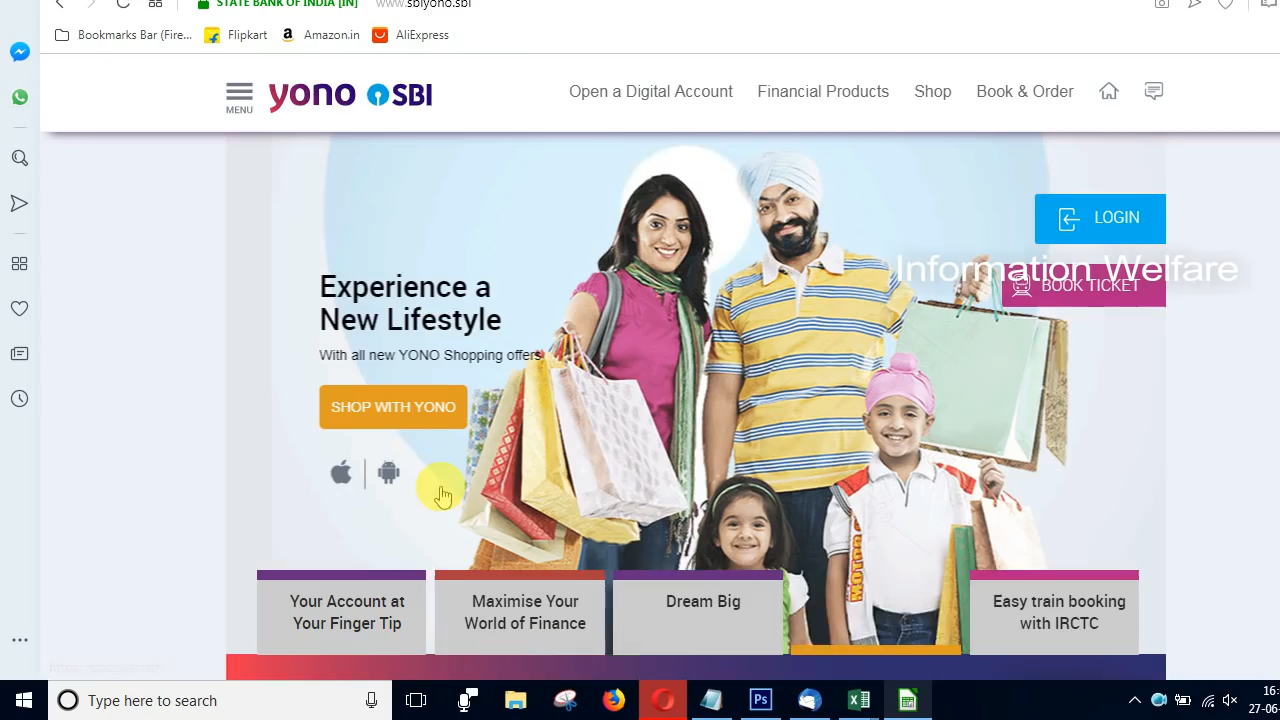 STATE BANK OF INDIA [IN] www.sbiyono.sbi
Bookmarks Bar (Fire... Flipkart Amazon.in AliExpress
MENU yono SBI Open a Digital Account Financial Products Shop Book & Order
LOGIN
Information Welfare
BOOK TICKET
Experience a
New Lifestyle
With all new YONO Shopping offers
SHOP WITH YONO
Your Account at
Your Finger Tip
Maximise Your
World of Finance
Dream Big
Easy train booking
with IRCTC
Type here to search
16:
27-06